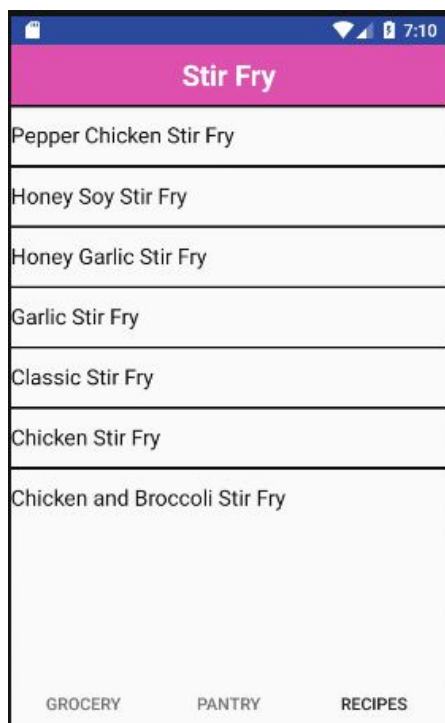 7:10
Stir Fry
Pepper Chicken Stir Fry
Honey Soy Stir Fry
Honey Garlic Stir Fry
Garlic Stir Fry
Classic Stir Fry
Chicken Stir Fry
Chicken and Broccoli Stir Fry
GROCERY PANTRY RECIPES